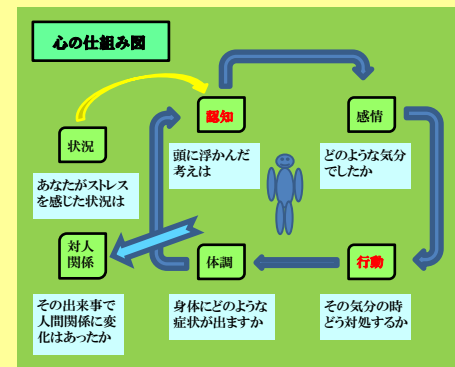 心の仕組み図
認知
感情
状況
頭に浮かんだ
考えは
どのような気分
でしたか
あなたがストレス
を感じた状況は
対人
関係
体調
行動
その出来事で
人間関係に変
化はあったか
身体にどのような
症状が出ますか
その気分の時
どう対処するか